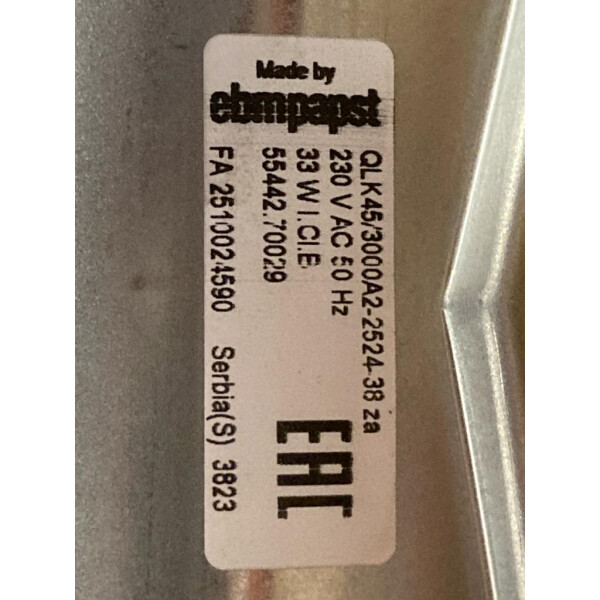 Made by
ebmpapst
QLK45/3000A2-2524-38 za
230 V AC 50 Hz
33 W I.Cl.E
55442.70029
EAC
FA 2510024590 Serbia(S) 3823